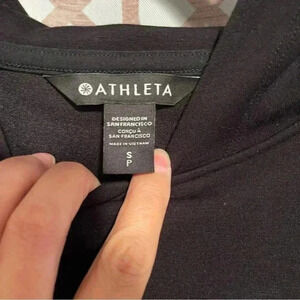 ATHLETA
DESIGNED IN
SAN FRANCISCO
CONÇU À
SAN FRANCISCO
MADE IN VIETNAM
S
P